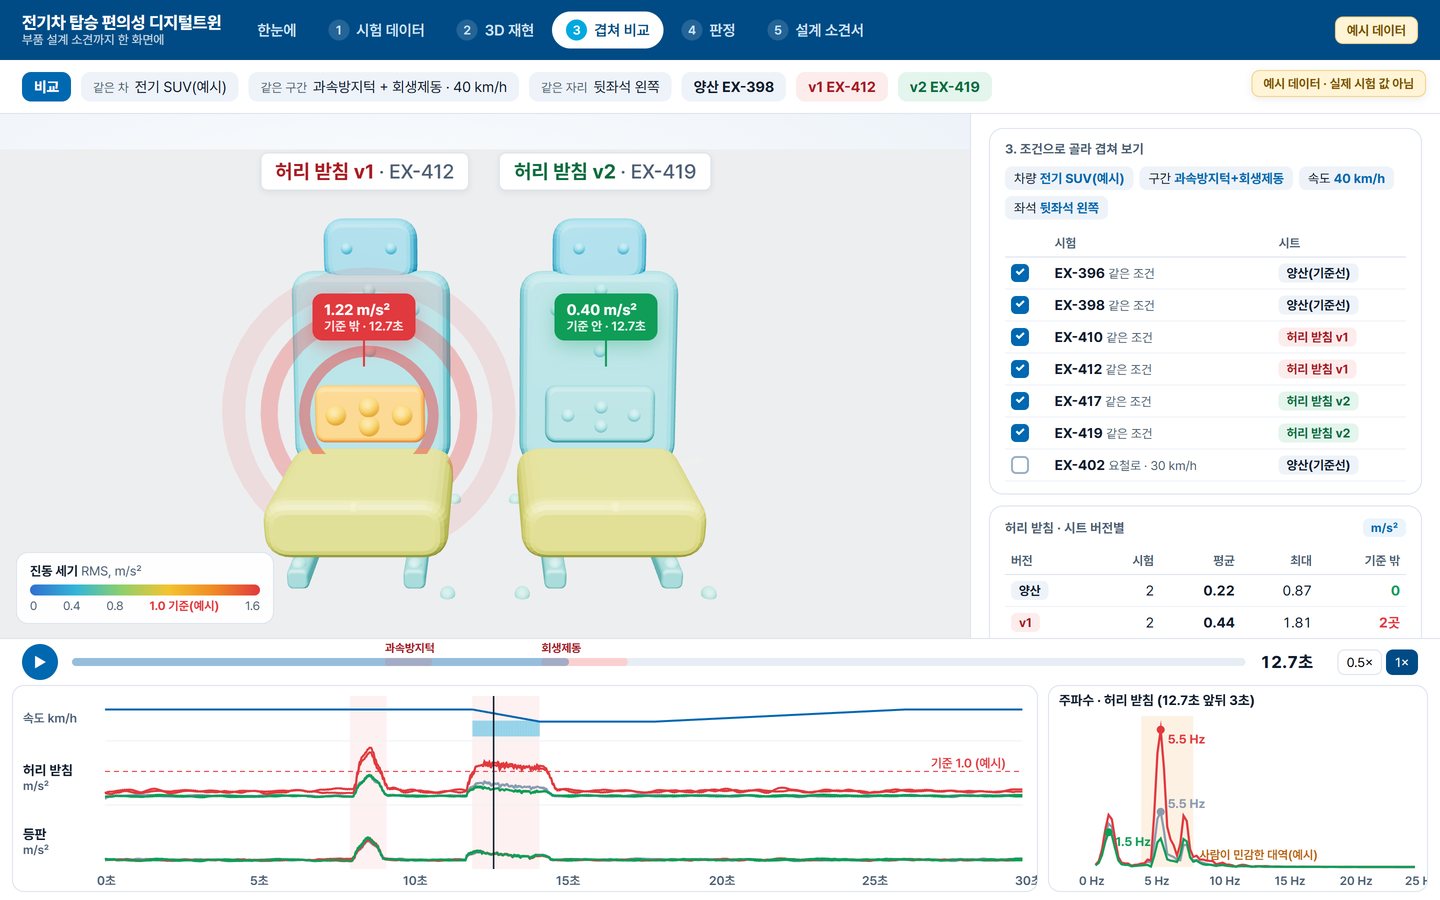 전기차 탑승 편의성 디지털트윈
부품 설계 소견까지 한 화면에
한눈에
1 시험 데이터
2 3D 재현
3 겹쳐 비교
4 판정
5 설계 소견서
예시 데이터
비교
같은 차 전기 SUV(예시)
같은 구간 과속방지턱 + 회생제동 · 40 km/h
같은 자리 뒷좌석 왼쪽
양산 EX-398
v1 EX-412
v2 EX-419
예시 데이터 · 실제 시험 값 아님
허리 받침 v1 · EX-412
허리 받침 v2 · EX-419
1.22 m/s²
기준 밖 · 12.7초
0.40 m/s²
기준 안 · 12.7초
진동 세기 RMS, m/s²
0 0.4 0.8 1.0 기준(예시) 1.6
3. 조건으로 골라 겹쳐 보기
차량 전기 SUV(예시)
구간 과속방지턱+회생제동
속도 40 km/h
좌석 뒷좌석 왼쪽
시험 시트
EX-396 같은 조건 양산(기준선)
EX-398 같은 조건 양산(기준선)
EX-410 같은 조건 허리 받침 v1
EX-412 같은 조건 허리 받침 v1
EX-417 같은 조건 허리 받침 v2
EX-419 같은 조건 허리 받침 v2
EX-402 요철로 · 30 km/h 양산(기준선)
허리 받침 · 시트 버전별 m/s²
버전 시험 평균 최대 기준 밖
양산 2 0.22 0.87 0
v1 2 0.44 1.81 2곳
과속방지턱
회생제동
12.7초
0.5×
1×
속도 km/h
허리 받침
m/s²
기준 1.0 (예시)
등판
m/s²
0초 5초 10초 15초 20초 25초 30초
주파수 · 허리 받침 (12.7초 앞뒤 3초)
5.5 Hz
5.5 Hz
1.5 Hz
사람이 민감한 대역(예시)
0 Hz 5 Hz 10 Hz 15 Hz 20 Hz 25 H